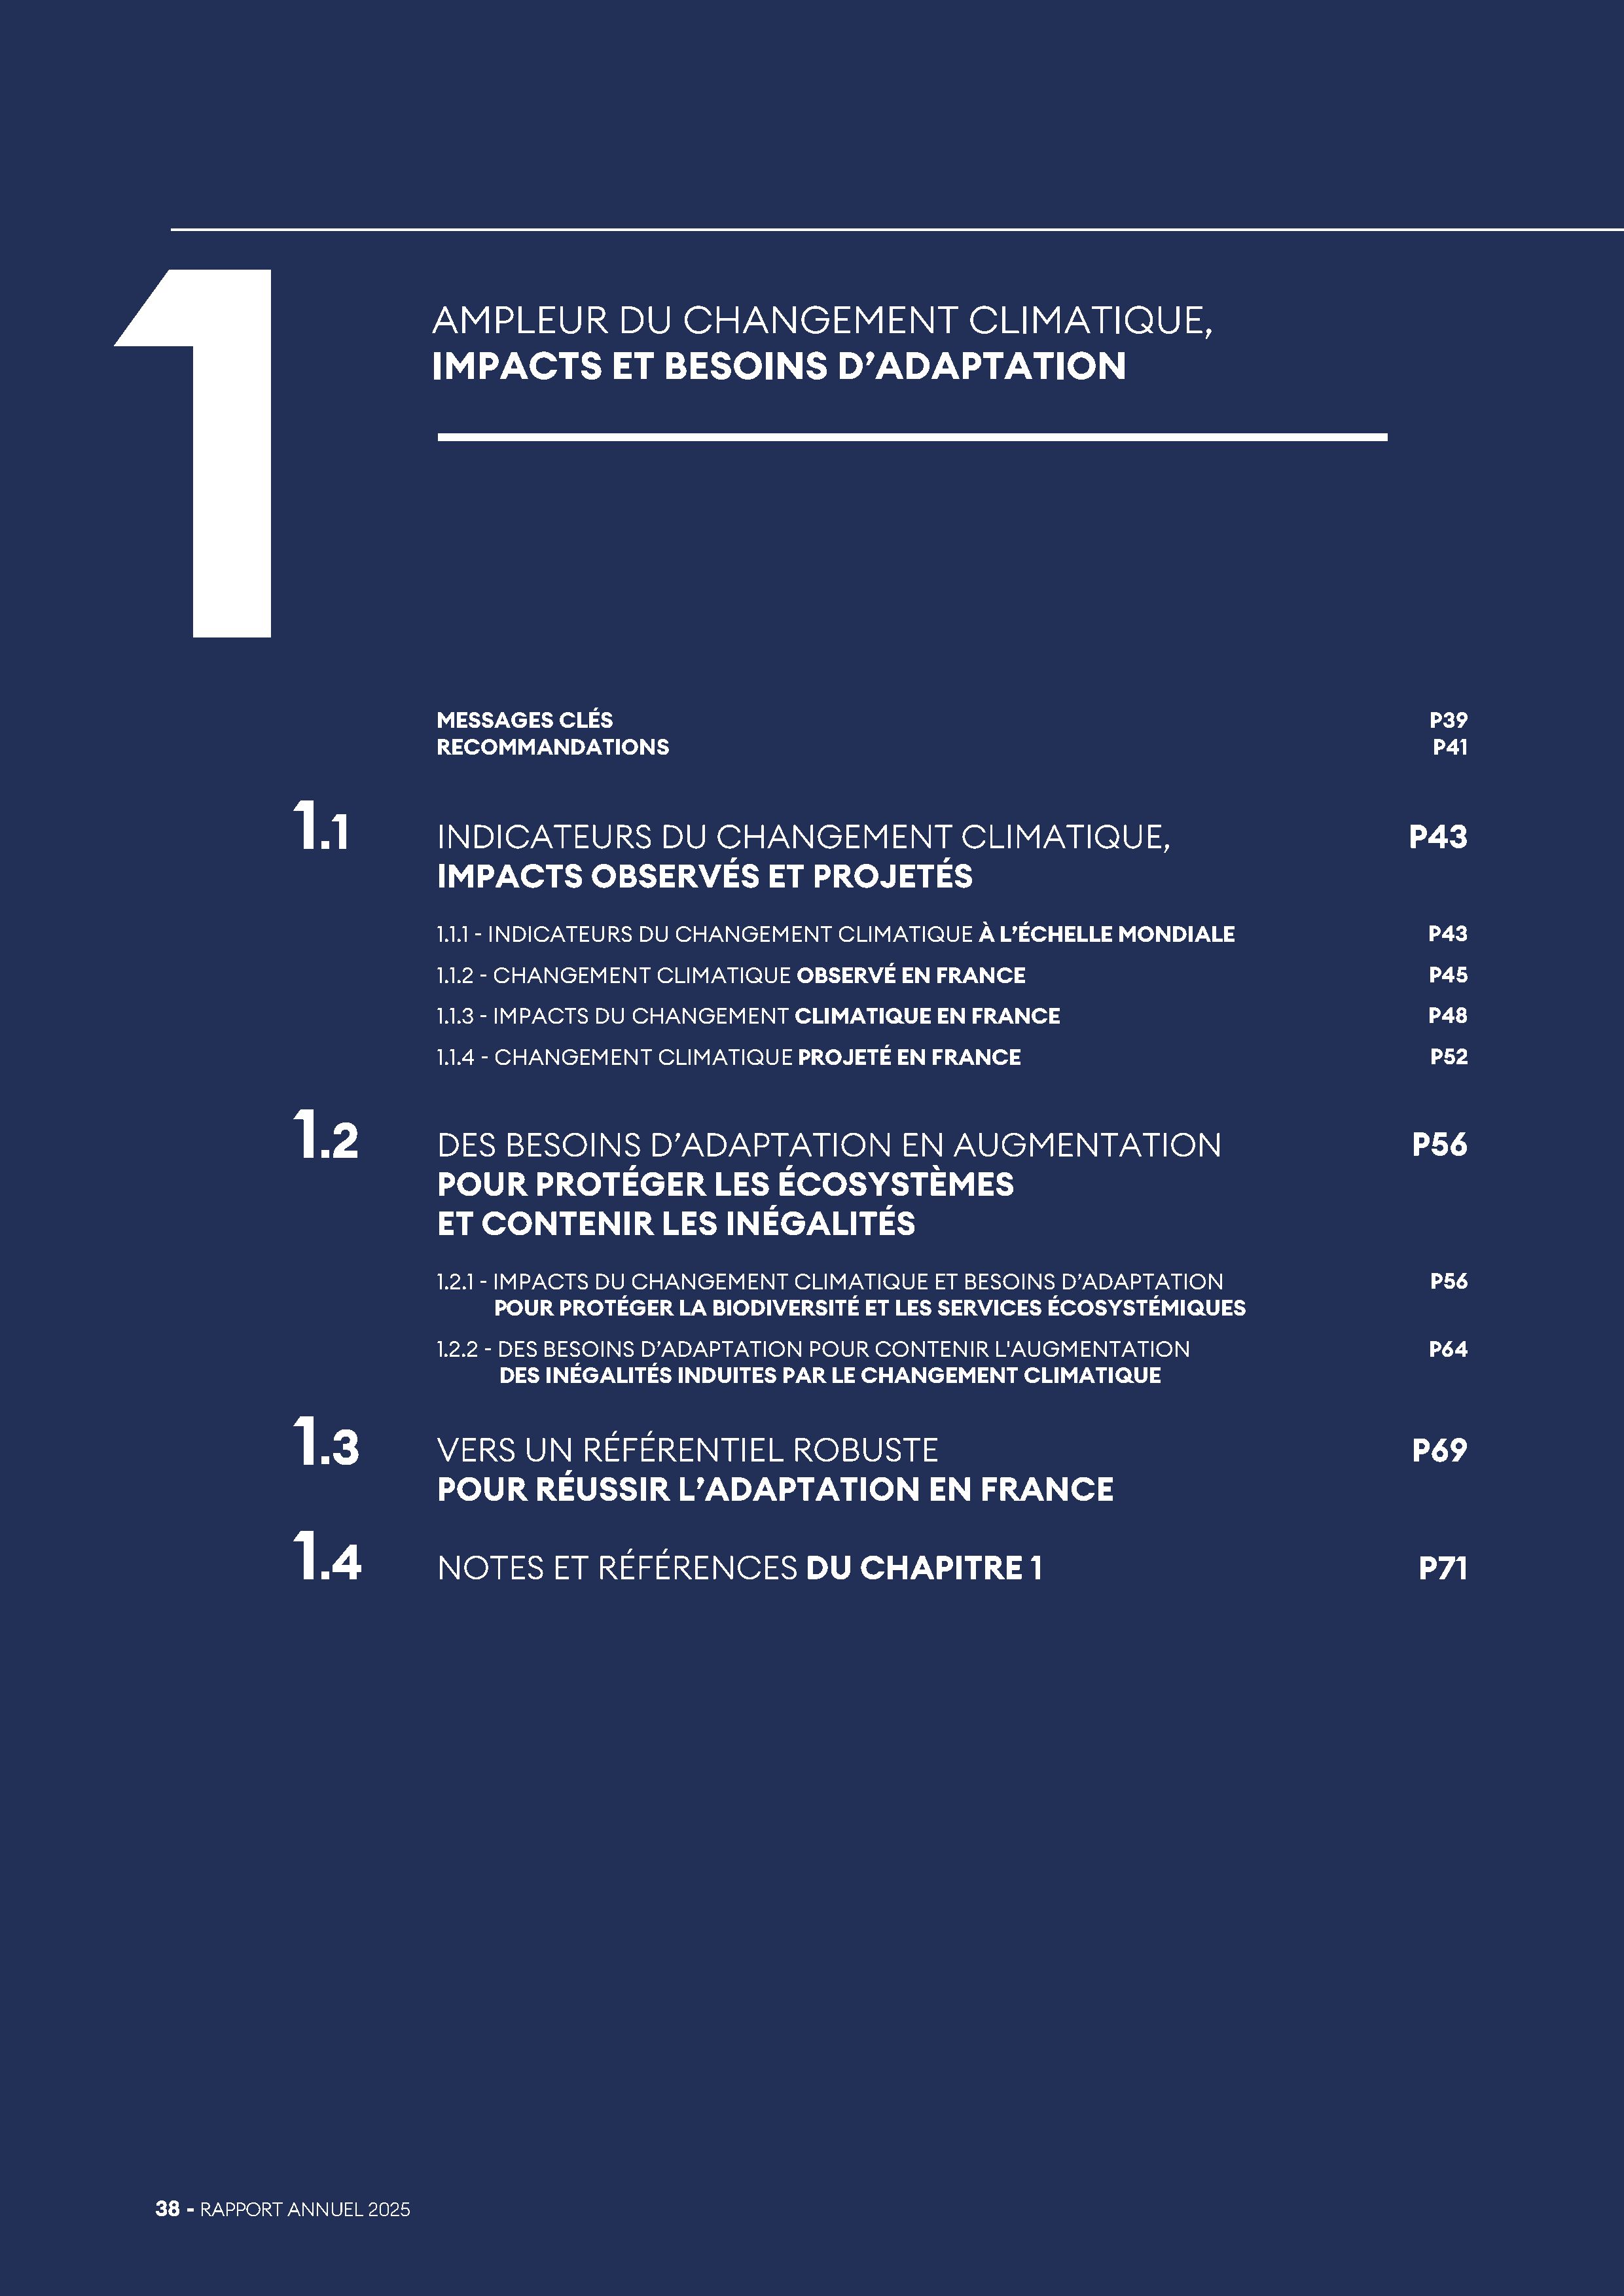 1
AMPLEUR DU CHANGEMENT CLIMATIQUE,
IMPACTS ET BESOINS D’ADAPTATION
MESSAGES CLÉS P39
RECOMMANDATIONS P41
1.1 INDICATEURS DU CHANGEMENT CLIMATIQUE, P43
IMPACTS OBSERVÉS ET PROJETÉS
1.1.1 - INDICATEURS DU CHANGEMENT CLIMATIQUE À L’ÉCHELLE MONDIALE P43
1.1.2 - CHANGEMENT CLIMATIQUE OBSERVÉ EN FRANCE P45
1.1.3 - IMPACTS DU CHANGEMENT CLIMATIQUE EN FRANCE P48
1.1.4 - CHANGEMENT CLIMATIQUE PROJETÉ EN FRANCE P52
1.2 DES BESOINS D’ADAPTATION EN AUGMENTATION P56
POUR PROTÉGER LES ÉCOSYSTÈMES
ET CONTENIR LES INÉGALITÉS
1.2.1 - IMPACTS DU CHANGEMENT CLIMATIQUE ET BESOINS D’ADAPTATION P56
POUR PROTÉGER LA BIODIVERSITÉ ET LES SERVICES ÉCOSYSTÉMIQUES
1.2.2 - DES BESOINS D’ADAPTATION POUR CONTENIR L'AUGMENTATION P64
DES INÉGALITÉS INDUITES PAR LE CHANGEMENT CLIMATIQUE
1.3 VERS UN RÉFÉRENTIEL ROBUSTE P69
POUR RÉUSSIR L’ADAPTATION EN FRANCE
1.4 NOTES ET RÉFÉRENCES DU CHAPITRE 1 P71
38 - RAPPORT ANNUEL 2025